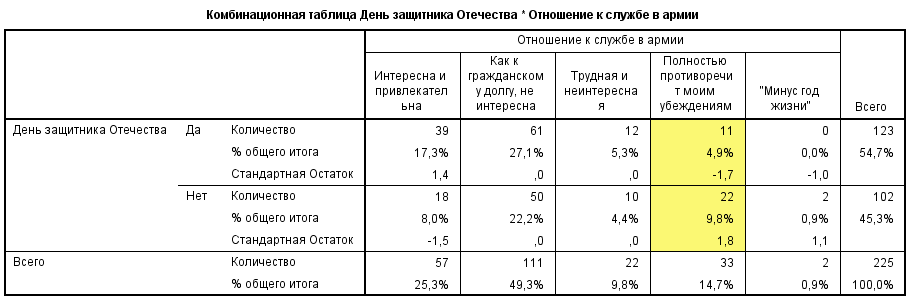 Комбинационная таблица День защитника Отечества * Отношение к службе в армии
Отношение к службе в армии
Интересна и привлекател ьна | Как к гражданском у долгу, не интересна | Трудная и неинтересна я | Полностью противоречи т моим убеждениям | "Минус год жизни" | Всего
День защитника Отечества Да Количество 39 61 12 11 0 123
% общего итога 17,3% 27,1% 5,3% 4,9% 0,0% 54,7%
Стандартная Остаток 1,4 ,0 ,0 -1,7 -1,0
Нет Количество 18 50 10 22 2 102
% общего итога 8,0% 22,2% 4,4% 9,8% 0,9% 45,3%
Стандартная Остаток -1,5 ,0 ,0 1,8 1,1
Всего Количество 57 111 22 33 2 225
% общего итога 25,3% 49,3% 9,8% 14,7% 0,9% 100,0%